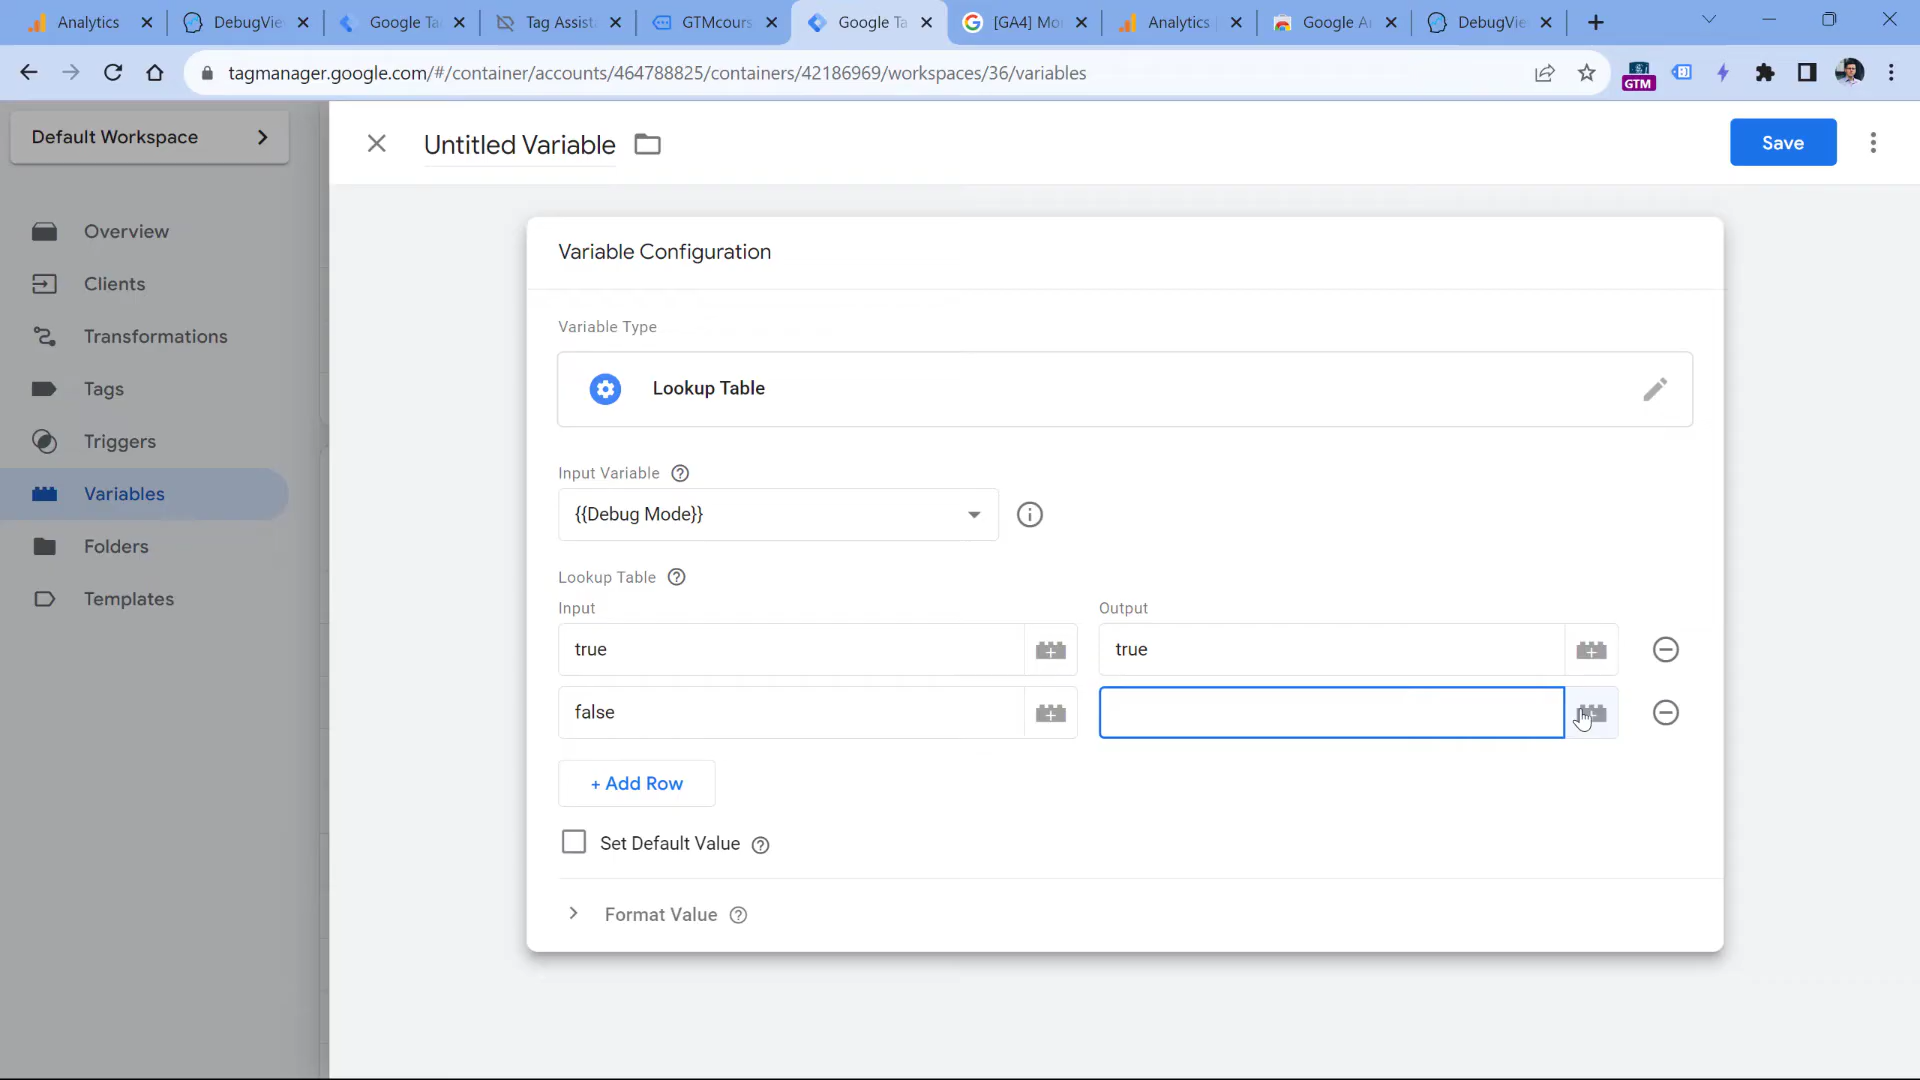 Analytics
DebugVie
Google Ta
Tag Assist
GTMcours
Google Ta
[GA4] Mo
Analytics
Google A
DebugVie
tagmanager.google.com/#/container/accounts/464788825/containers/42186969/workspaces/36/variables
GTM
Default Workspace
Untitled Variable
Save
Overview
Clients
Transformations
Tags
Triggers
Variables
Folders
Templates
Variable Configuration
Variable Type
Lookup Table
Input Variable
{{Debug Mode}}
Lookup Table
Input
Output
true
true
false
+ Add Row
Set Default Value
Format Value